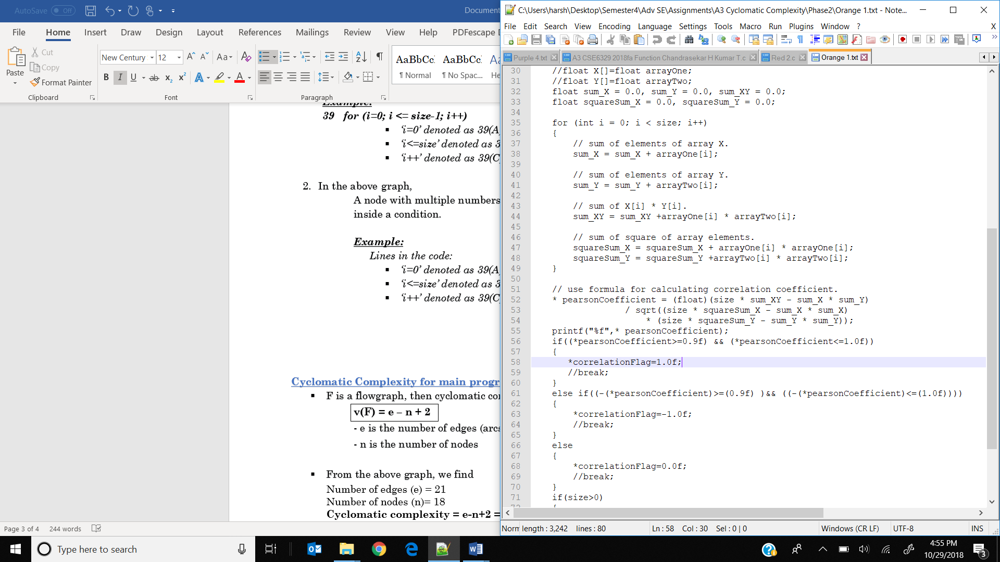 AutoSave Off
Document
File Home Insert Draw Design Layout References Mailings Review View Help PDFescape
Paste
Cut
Copy
Format Painter
Clipboard
New Century 12
Aa
B I U ab x₂ x² A A
Font
Paragraph
AaBbCc AaBbCc
¶ Normal ¶ No Spac...
Example:
39 for (i=0; i <= size-1; i++)
▪ ‘i=0’ denoted as 39(A
▪ ‘i<=size’ denoted as 3
▪ ‘i++’ denoted as 39(C
2. In the above graph,
A node with multiple numbers
inside a condition.
Example:
Lines in the code:
▪ ‘i=0’ denoted as 39(A
▪ ‘i<=size’ denoted as 3
▪ ‘i++’ denoted as 39(C
Cyclomatic Complexity for main progr
▪ F is a flowgraph, then cyclomatic co
v(F) = e – n + 2
- e is the number of edges (arcs
- n is the number of nodes
▪ From the above graph, we find
Number of edges (e) = 21
Number of nodes (n)= 18
Cyclomatic complexity = e-n+2 =
Page 3 of 4 244 words
C:\Users\harsh\Desktop\Semester4\Adv SE\Assignments\A3 Cyclomatic Complexity\Phase2\Orange 1.txt - Note...
File Edit Search View Encoding Language Settings Tools Macro Run Plugins Window ? X
Purple 4.txt A3 CSE6329 2018fa Function Chandrasekar H Kumar T.c Red 2.c Orange 1.txt
30 //float X[]=float arrayOne;
31 //float Y[]=float arrayTwo;
32 float sum_X = 0.0, sum_Y = 0.0, sum_XY = 0.0;
33 float squareSum_X = 0.0, squareSum_Y = 0.0;
34
35 for (int i = 0; i < size; i++)
36 {
37 // sum of elements of array X.
38 sum_X = sum_X + arrayOne[i];
39
40 // sum of elements of array Y.
41 sum_Y = sum_Y + arrayTwo[i];
42
43 // sum of X[i] * Y[i].
44 sum_XY = sum_XY +arrayOne[i] * arrayTwo[i];
45
46 // sum of square of array elements.
47 squareSum_X = squareSum_X + arrayOne[i] * arrayOne[i];
48 squareSum_Y = squareSum_Y +arrayTwo[i] * arrayTwo[i];
49 }
50
51 // use formula for calculating correlation coefficient.
52 * pearsonCoefficient = (float)(size * sum_XY - sum_X * sum_Y)
53 / sqrt((size * squareSum_X - sum_X * sum_X)
54 * (size * squareSum_Y - sum_Y * sum_Y));
55 printf("%f",* pearsonCoefficient);
56 if((*pearsonCoefficient>=0.9f) && (*pearsonCoefficient<=1.0f))
57 {
58 *correlationFlag=1.0f;
59 //break;
60 }
61 else if((-(*pearsonCoefficient)>=(0.9f) )&& ((-(*pearsonCoefficient)<=(1.0f))))
62 {
63 *correlationFlag=-1.0f;
64 //break;
65 }
66 else
67 {
68 *correlationFlag=0.0f;
69 //break;
70 }
71 if(size>0)
72 {
Norm length : 3,242 lines : 80 Ln : 58 Col : 30 Sel : 0 | 0 Windows (CR LF) UTF-8 INS
Type here to search
4:55 PM
10/29/2018
3